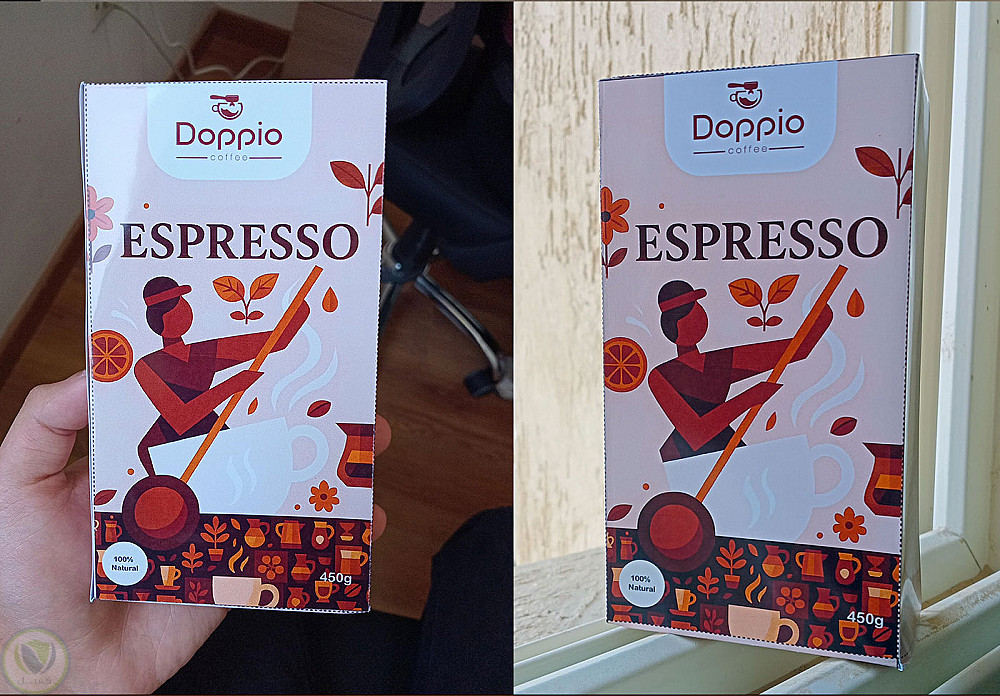 Doppio
coffee
ESPRESSO
100%
Natural
450g
Doppio
coffee
ESPRESSO
100%
Natural
450g